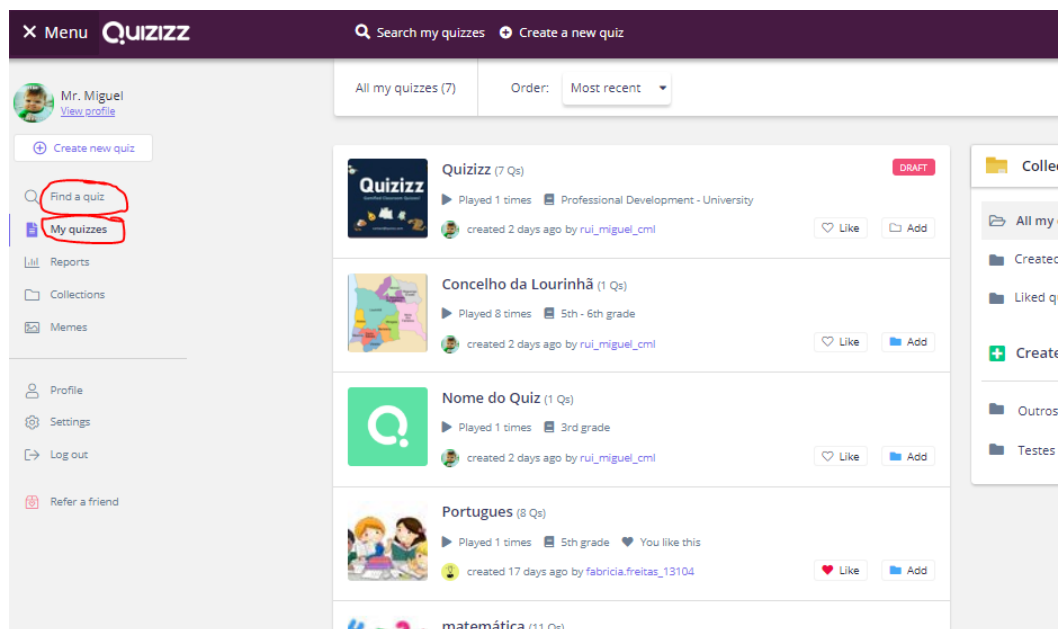 Menu Quizizz
Search my quizzes Create a new quiz
Mr. Miguel
View profile
Create new quiz
Find a quiz
My quizzes
Reports
Collections
Memes
Profile
Settings
Log out
Refer a friend
All my quizzes (7) Order: Most recent
Quizizz
Quizizz (7 Qs) DRAFT
Played 1 times Professional Development - University
created 2 days ago by rui_miguel_cml Like Add
Concelho da Lourinhã (1 Qs)
Played 8 times 5th - 6th grade
created 2 days ago by rui_miguel_cml Like Add
Nome do Quiz (1 Qs)
Played 1 times 3rd grade
created 2 days ago by rui_miguel_cml Like Add
Portugues (8 Qs)
Played 1 times 5th grade You like this
created 17 days ago by fabricia.freitas_13104 Like Add
matemática (11 Qs)
Colle
All my
Created
Liked q
Create
Outros
Testes